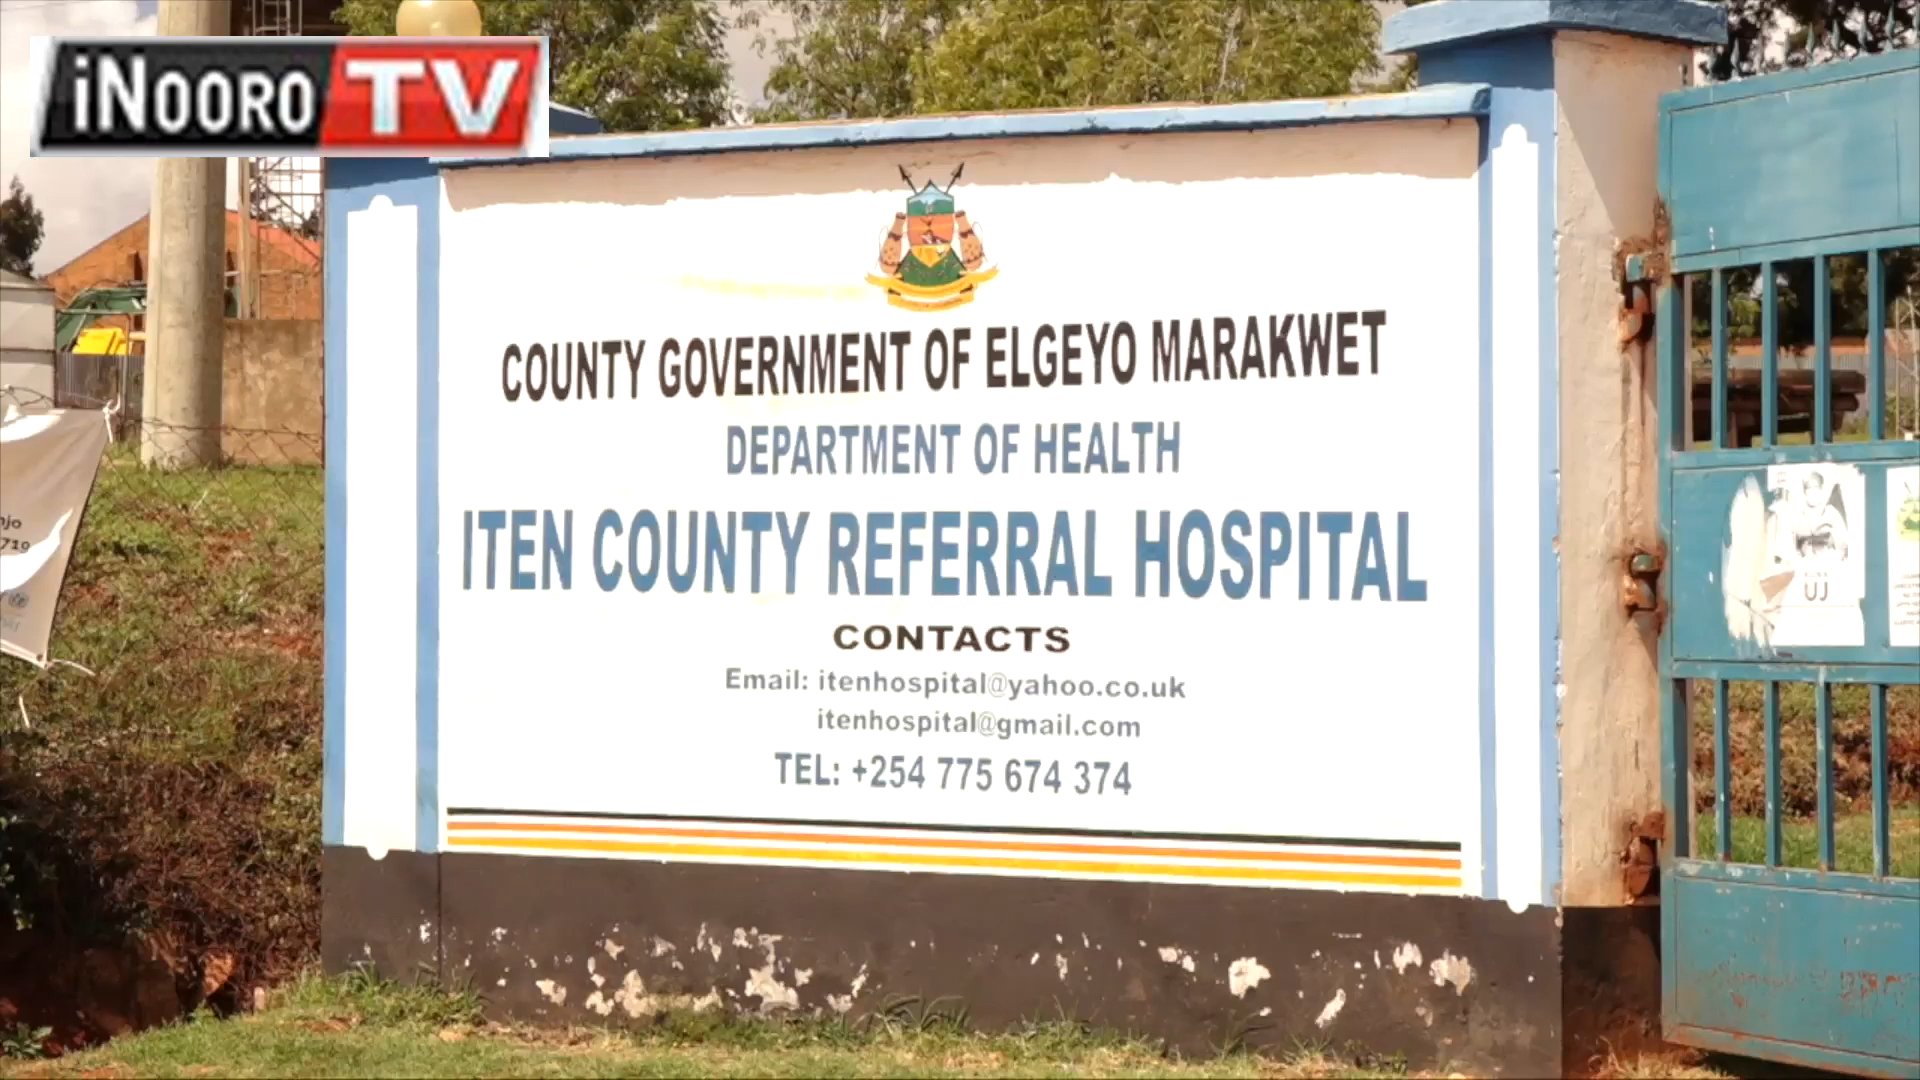 iNooro TV
COUNTY GOVERNMENT OF ELGEYO MARAKWET
DEPARTMENT OF HEALTH
ITEN COUNTY REFERRAL HOSPITAL
CONTACTS
Email: itenhospital@yahoo.co.uk
itenhospital@gmail.com
TEL: +254 775 674 374
UJ